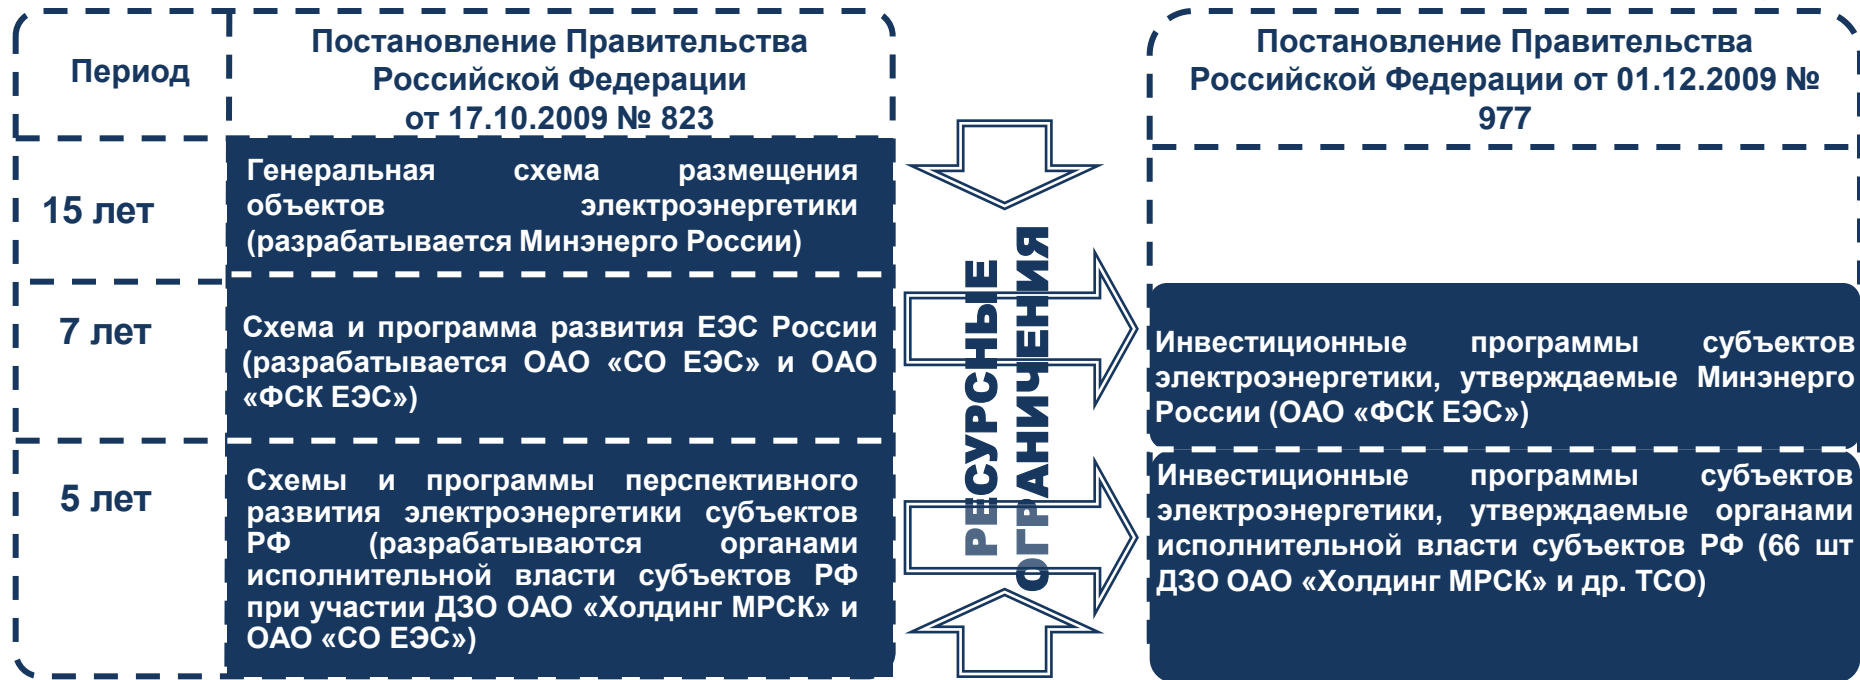 Период
Постановление Правительства
Российской Федерации
от 17.10.2009 № 823
15 лет
Генеральная схема размещения
объектов электроэнергетики
(разрабатывается Минэнерго России)
7 лет
Схема и программа развития ЕЭС России
(разрабатывается ОАО «СО ЕЭС» и ОАО
«ФСК ЕЭС»)
5 лет
Схемы и программы перспективного
развития электроэнергетики субъектов
РФ (разрабатываются органами
исполнительной власти субъектов РФ
при участии ДЗО ОАО «Холдинг МРСК» и
ОАО «СО ЕЭС»)
РЕСУРСНЫЕ
ОГРАНИЧЕНИЯ
Постановление Правительства
Российской Федерации от 01.12.2009 №
977
Инвестиционные программы субъектов
электроэнергетики, утверждаемые Минэнерго
России (ОАО «ФСК ЕЭС»)
Инвестиционные программы субъектов
электроэнергетики, утверждаемые органами
исполнительной власти субъектов РФ (66 шт
ДЗО ОАО «Холдинг МРСК» и др. ТСО)